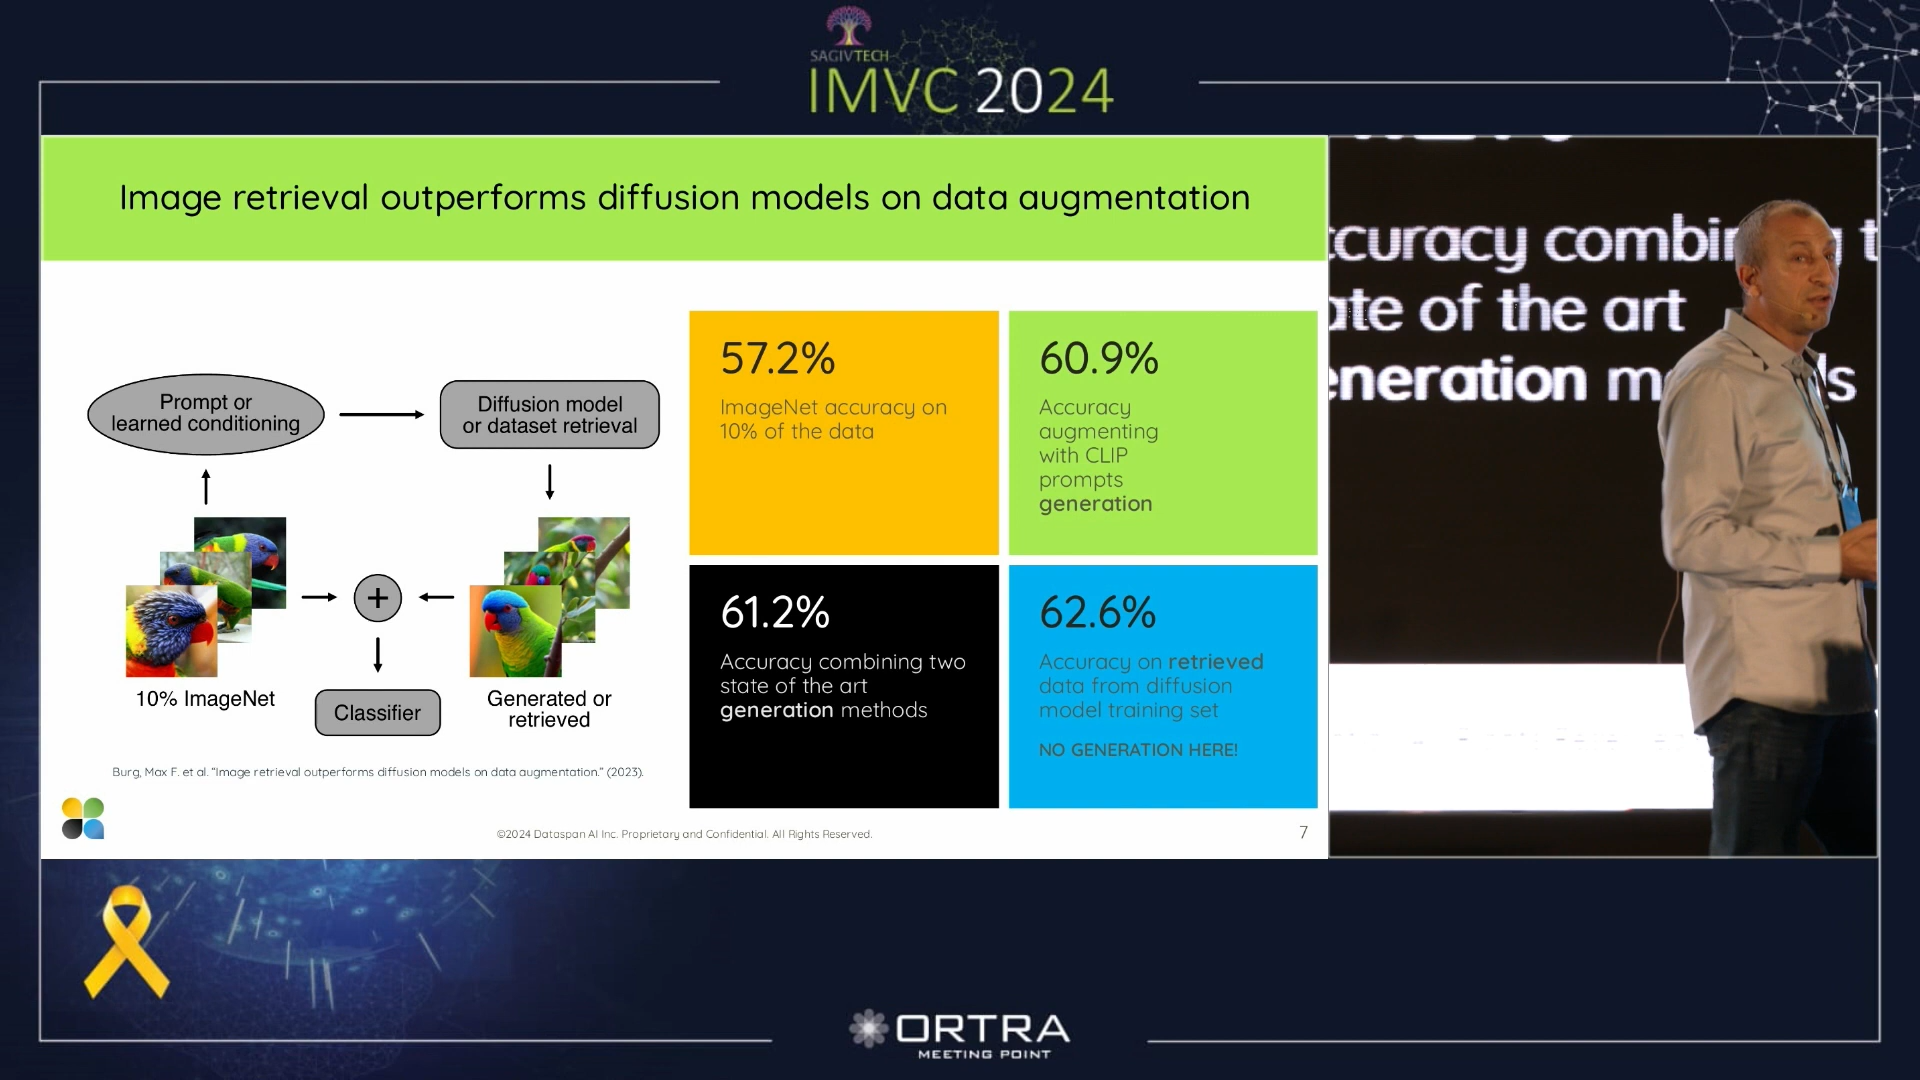 SAGIVTECH
IMVC 2024
Image retrieval outperforms diffusion models on data augmentation
Prompt or
learned conditioning
Diffusion model
or dataset retrieval
+
10% ImageNet
Classifier
Generated or
retrieved
Burg, Max F. et al. “Image retrieval outperforms diffusion models on data augmentation.” (2023).
57.2%
ImageNet accuracy on
10% of the data
60.9%
Accuracy
augmenting
with CLIP
prompts
generation
61.2%
Accuracy combining two
state of the art
generation methods
62.6%
Accuracy on retrieved
data from diffusion
model training set
NO GENERATION HERE!
©2024 Dataspan AI Inc. Proprietary and Confidential. All Rights Reserved.
7
ccuracy combin t
ate of the art
eneration m s
ORTRA
MEETING POINT